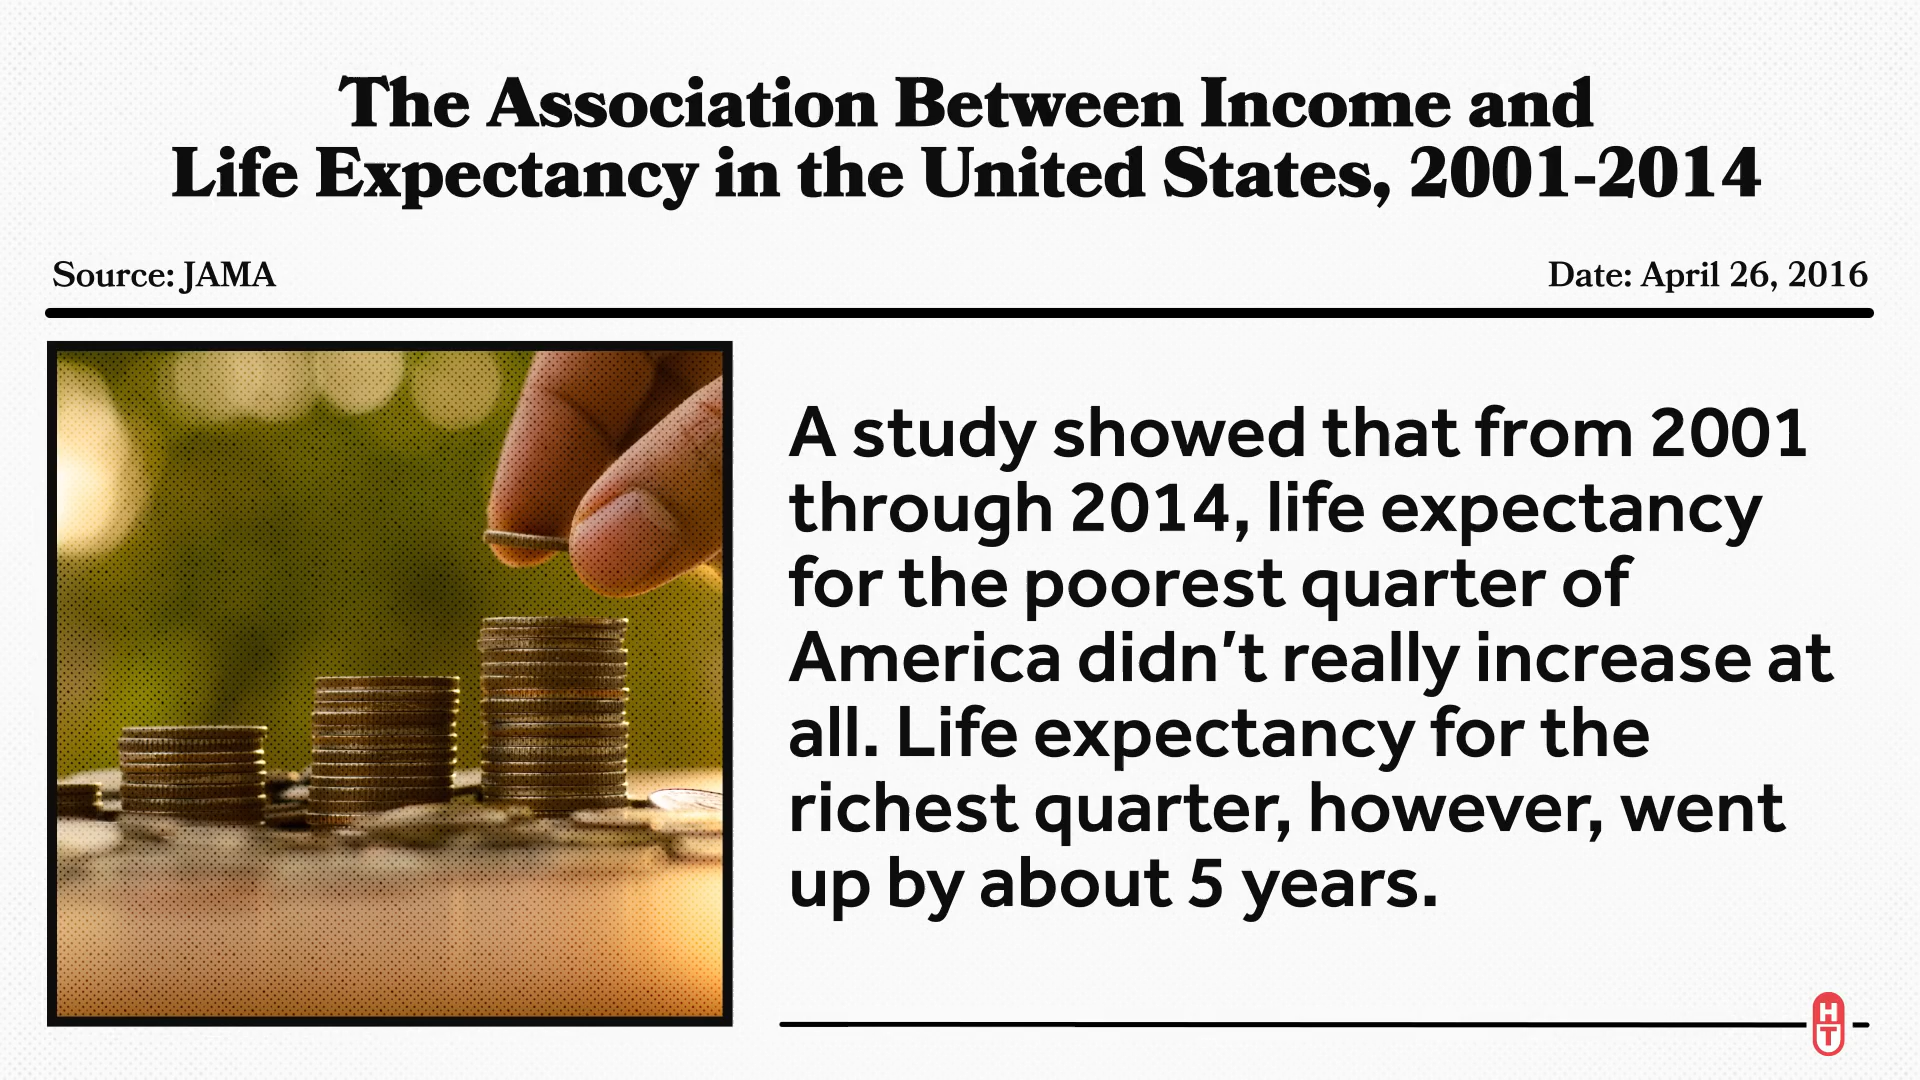 The Association Between Income and
Life Expectancy in the United States, 2001-2014
Source: JAMA
Date: April 26, 2016
A study showed that from 2001
through 2014, life expectancy
for the poorest quarter of
America didn’t really increase at
all. Life expectancy for the
richest quarter, however, went
up by about 5 years.
H
T